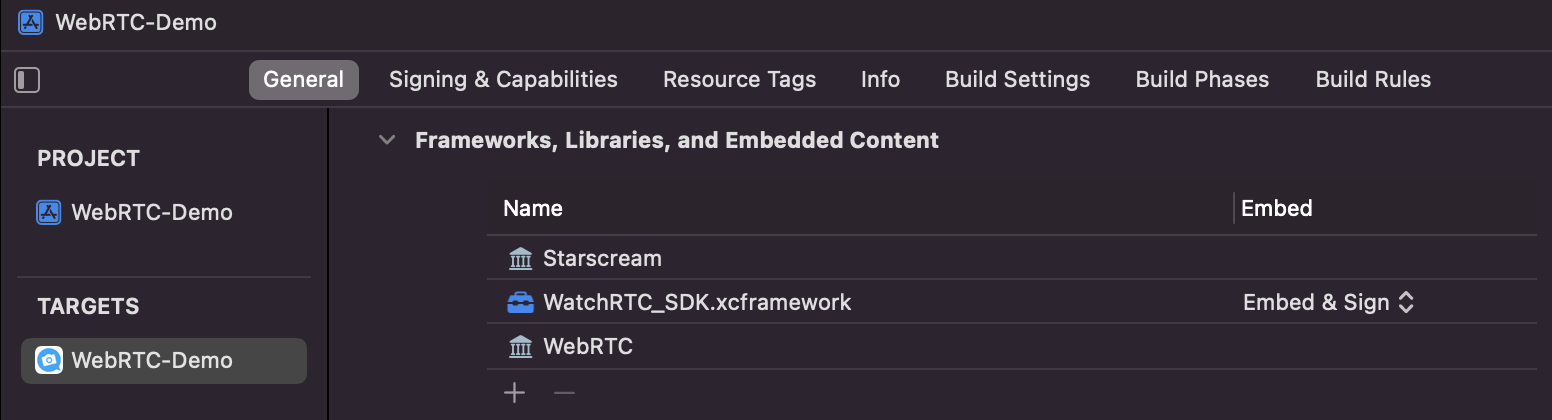 WebRTC-Demo
General Signing & Capabilities Resource Tags Info Build Settings Build Phases Build Rules
PROJECT
WebRTC-Demo
TARGETS
WebRTC-Demo
Frameworks, Libraries, and Embedded Content
Name Embed
Starscream
WatchRTC_SDK.xcframework Embed & Sign
WebRTC